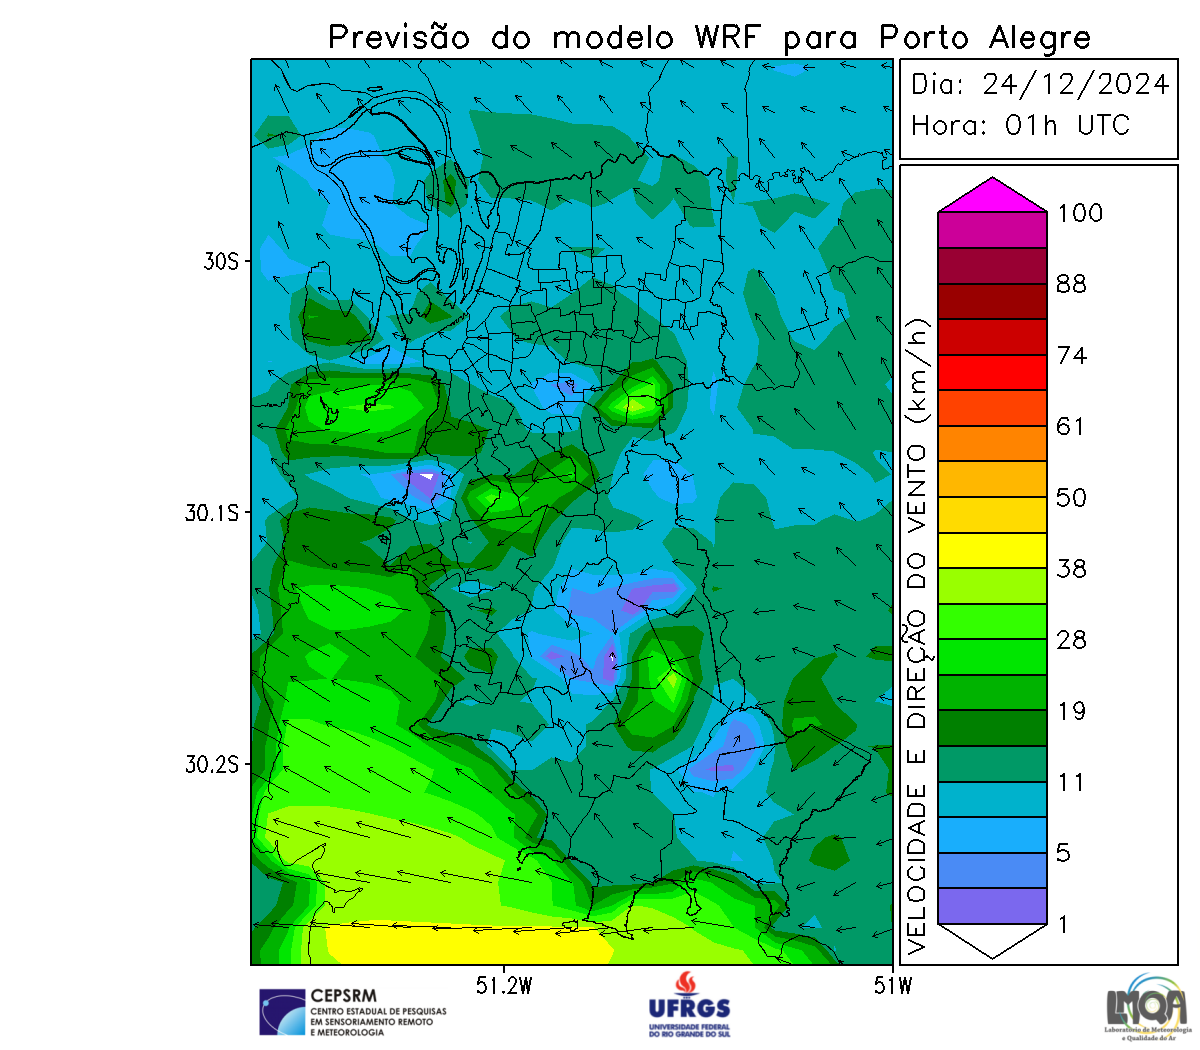 Previsão do modelo WRF para Porto Alegre
Dia: 24/12/2024
Hora: 01h UTC
100
88
74
61
50
38
28
19
11
5
1
VELOCIDADE E DIREÇÃO DO VENTO (km/h)
30S
30.1S
30.2S
51.2W
51W
CEPSRM
CENTRO ESTADUAL DE PESQUISAS
EM SENSORIAMENTO REMOTO
E METEOROLOGIA
UFRGS
UNIVERSIDADE FEDERAL
DO RIO GRANDE DO SUL
LMQA
Laboratório de Meteorologia
e Qualidade do Ar